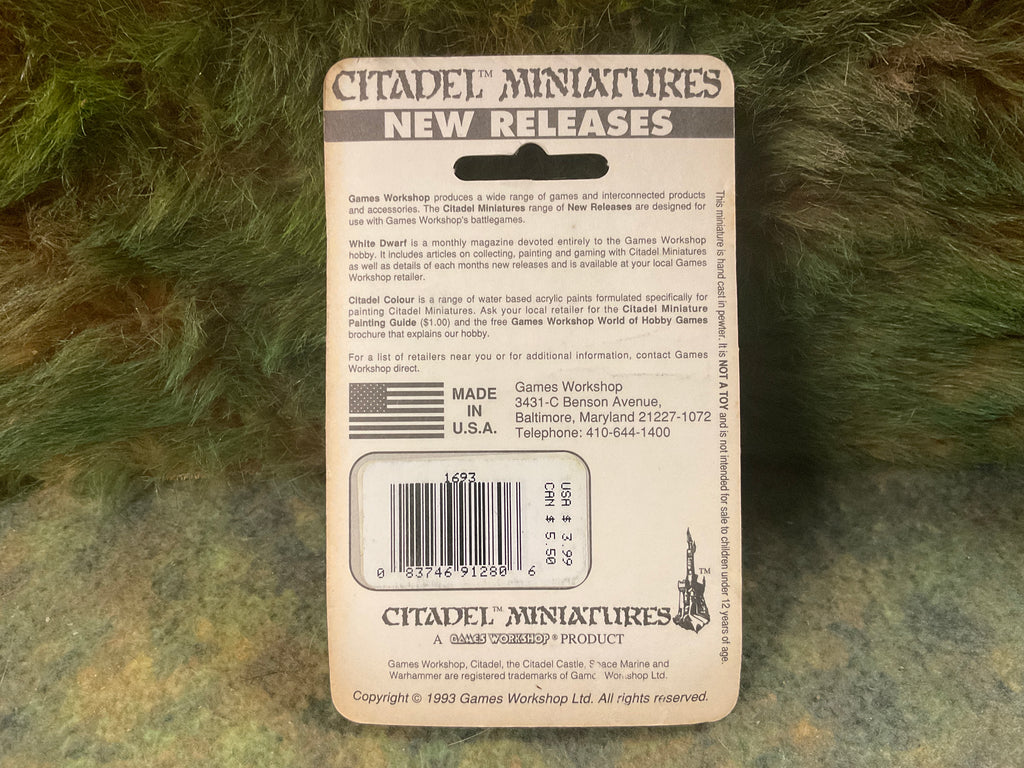 CITADEL™ MINIATURES
NEW RELEASES
Games Workshop produces a wide range of games and interconnected products
and accessories. The Citadel Miniatures range of New Releases are designed for
use with Games Workshop's battlegames.
White Dwarf is a monthly magazine devoted entirely to the Games Workshop
hobby. It includes articles on collecting, painting and gaming with Citadel Miniatures
as well as details of each months new releases and is available at your local Games
Workshop retailer.
Citadel Colour is a range of water based acrylic paints formulated specifically for
painting Citadel Miniatures. Ask your local retailer for the Citadel Miniature
Painting Guide ($1.00) and the free Games Workshop World of Hobby Games
brochure that explains our hobby.
For a list of retailers near you or for additional information, contact Games
Workshop direct.
MADE
IN
U.S.A.
Games Workshop
3431-C Benson Avenue,
Baltimore, Maryland 21227-1072
Telephone: 410-644-1400
This miniature is hand cast in pewter. It is NOT A TOY and is not intended for sale to children under 12 years of age.
1693
USA $ 3.99
CAN $ 5.50
0 83746 91280 6
CITADEL™ MINIATURES
TM
A GAMES WORKSHOP® PRODUCT
Games Workshop, Citadel, the Citadel Castle, Space Marine and
Warhammer are registered trademarks of Games Workshop Ltd.
Copyright © 1993 Games Workshop Ltd. All rights reserved.